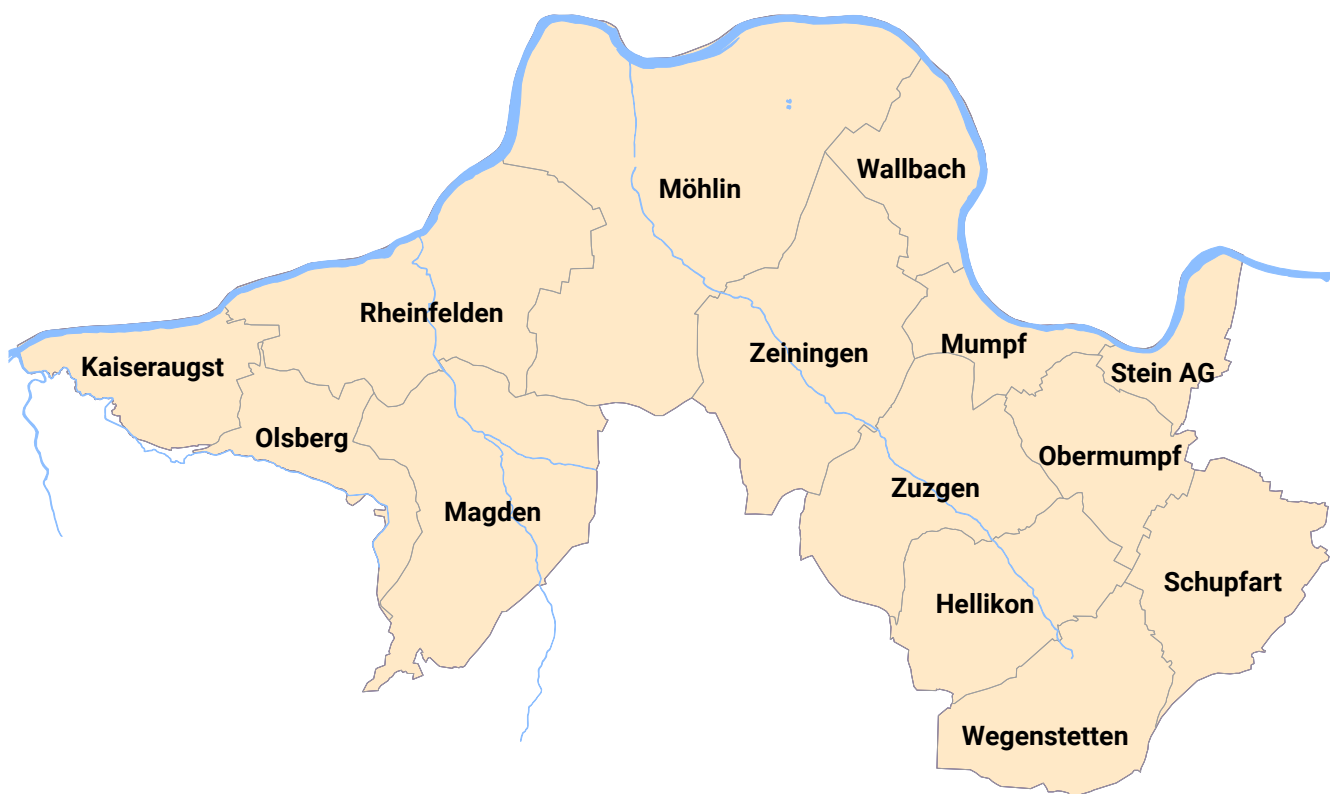 Wallbach
Möhlin
Rheinfelden
Mumpf
Zeiningen
Kaiseraugst
Stein AG
Olsberg
Obermumpf
Zuzgen
Magden
Schupfart
Hellikon
Wegenstetten